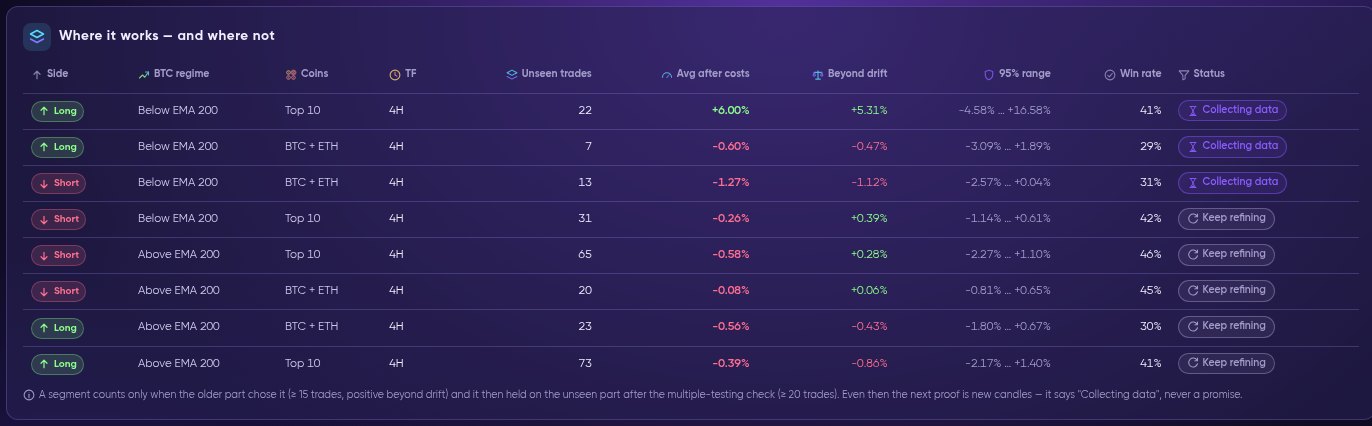 Where it works — and where not
Side BTC regime Coins TF Unseen trades Avg after costs Beyond drift 95% range Win rate Status
↑ Long Below EMA 200 Top 10 4H 22 +6.00% +5.31% −4.58% … +16.58% 41% Collecting data
↑ Long Below EMA 200 BTC + ETH 4H 7 −0.60% −0.47% −3.09% … +1.89% 29% Collecting data
↓ Short Below EMA 200 BTC + ETH 4H 13 −1.27% −1.12% −2.57% … +0.04% 31% Collecting data
↓ Short Below EMA 200 Top 10 4H 31 −0.26% +0.39% −1.14% … +0.61% 42% Keep refining
↓ Short Above EMA 200 Top 10 4H 65 −0.58% +0.28% −2.27% … +1.10% 46% Keep refining
↓ Short Above EMA 200 BTC + ETH 4H 20 −0.08% +0.06% −0.81% … +0.65% 45% Keep refining
↑ Long Above EMA 200 BTC + ETH 4H 23 −0.56% −0.43% −1.80% … +0.67% 30% Keep refining
↑ Long Above EMA 200 Top 10 4H 73 −0.39% −0.86% −2.17% … +1.40% 41% Keep refining
A segment counts only when the older part chose it (≥ 15 trades, positive beyond drift) and it then held on the unseen part after the multiple-testing check (≥ 20 trades). Even then the next proof is new candles — it says "Collecting data", never a promise.